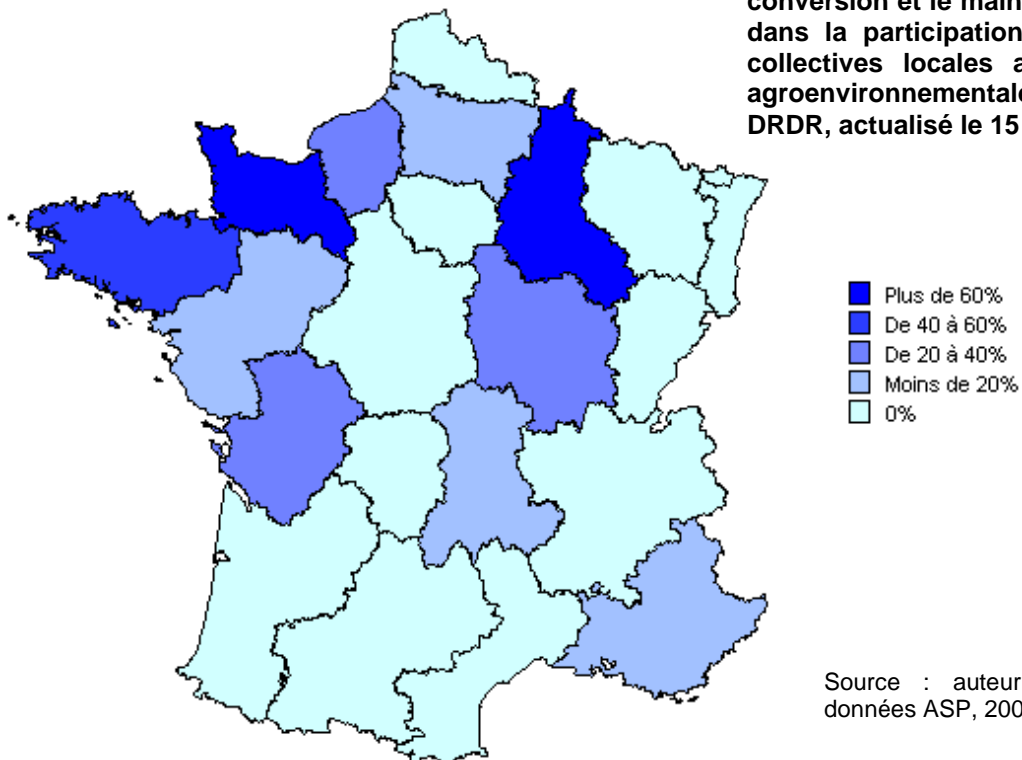 conversion et le main
dans la participation
collectives locales a
agroenvironnementale
DRDR, actualisé le 15
Plus de 60%
De 40 à 60%
De 20 à 40%
Moins de 20%
0%
Source : auteur
données ASP, 200